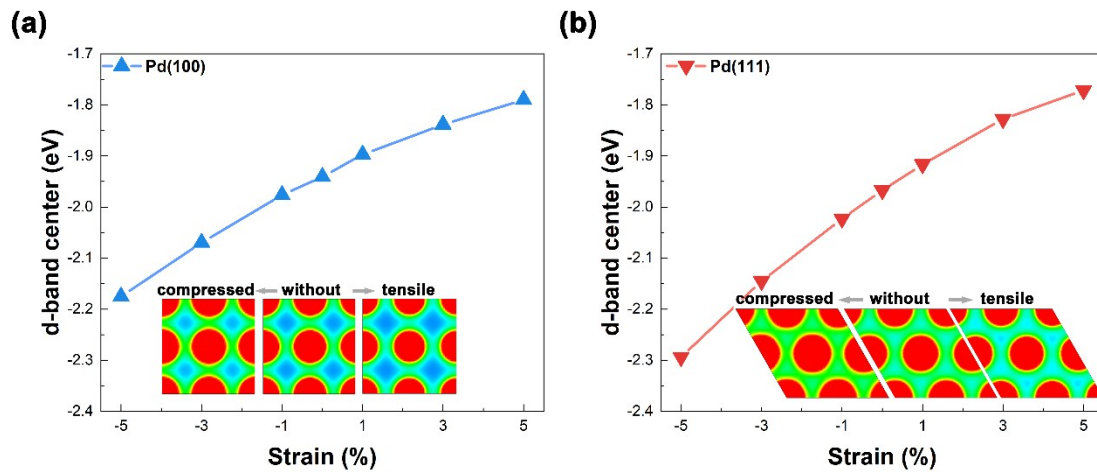 (a)
-1.7
-1.8
-1.9
-2.0
-2.1
-2.2
-2.3
-2.4
d-band center (eV)
Pd(100)
compressed without tensile
-5 -3 -1 1 3 5
Strain (%)
(b)
-1.7
-1.8
-1.9
-2.0
-2.1
-2.2
-2.3
-2.4
d-band center (eV)
Pd(111)
compressed without tensile
-5 -3 -1 1 3 5
Strain (%)